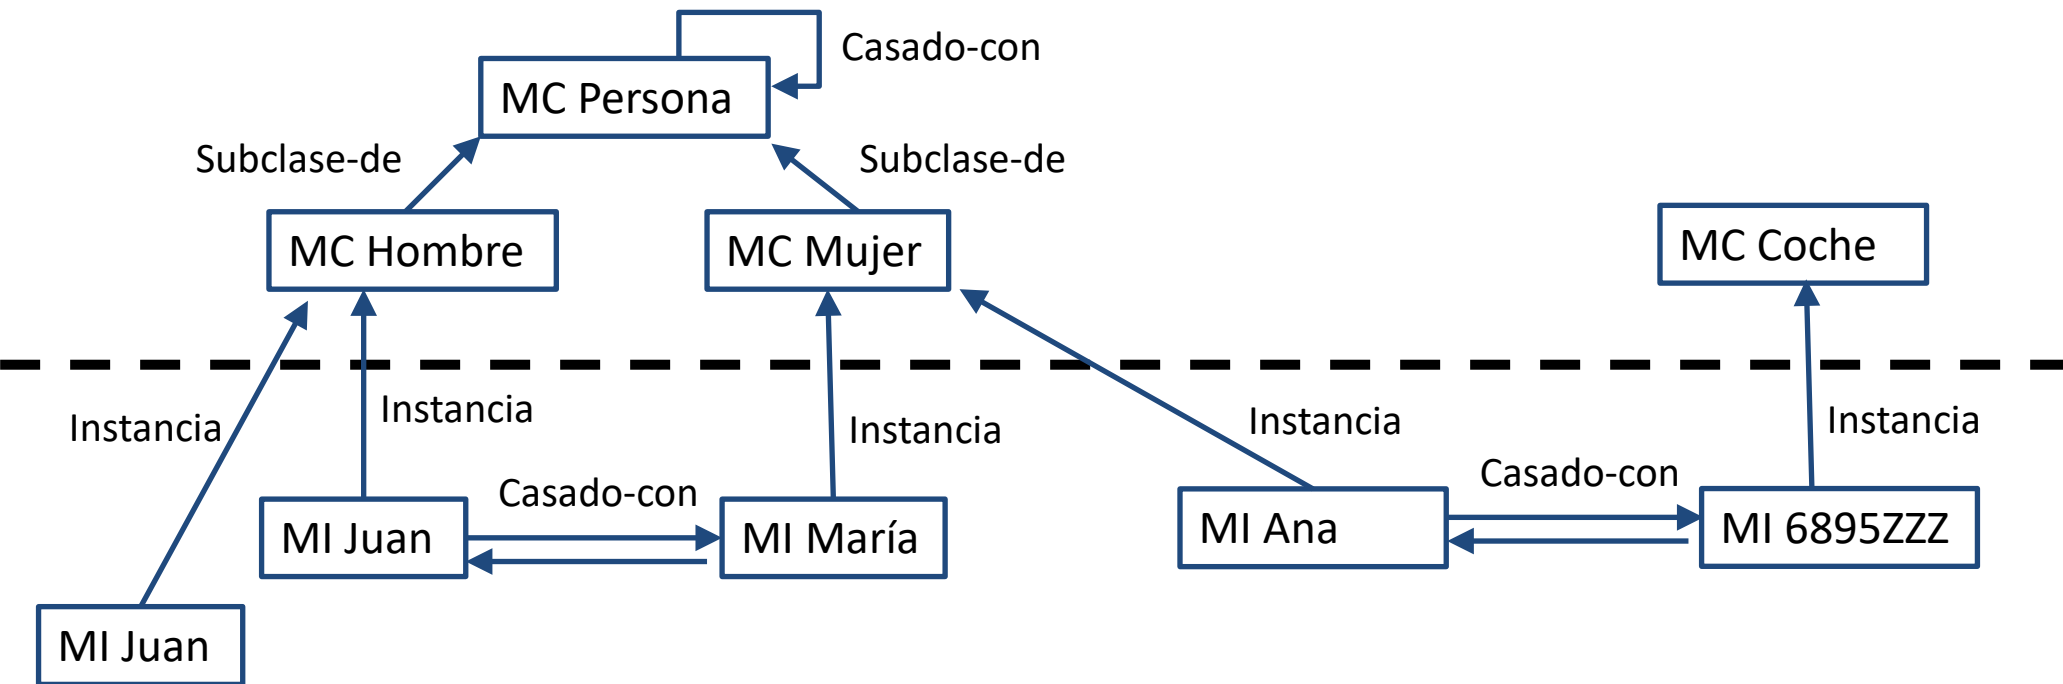 Casado-con
MC Persona
Subclase-de
Subclase-de
MC Hombre
MC Mujer
MC Coche
Instancia
Instancia
Instancia
Instancia
Instancia
Casado-con
Casado-con
MI Juan
MI María
MI Ana
MI 6895ZZZ
MI Juan